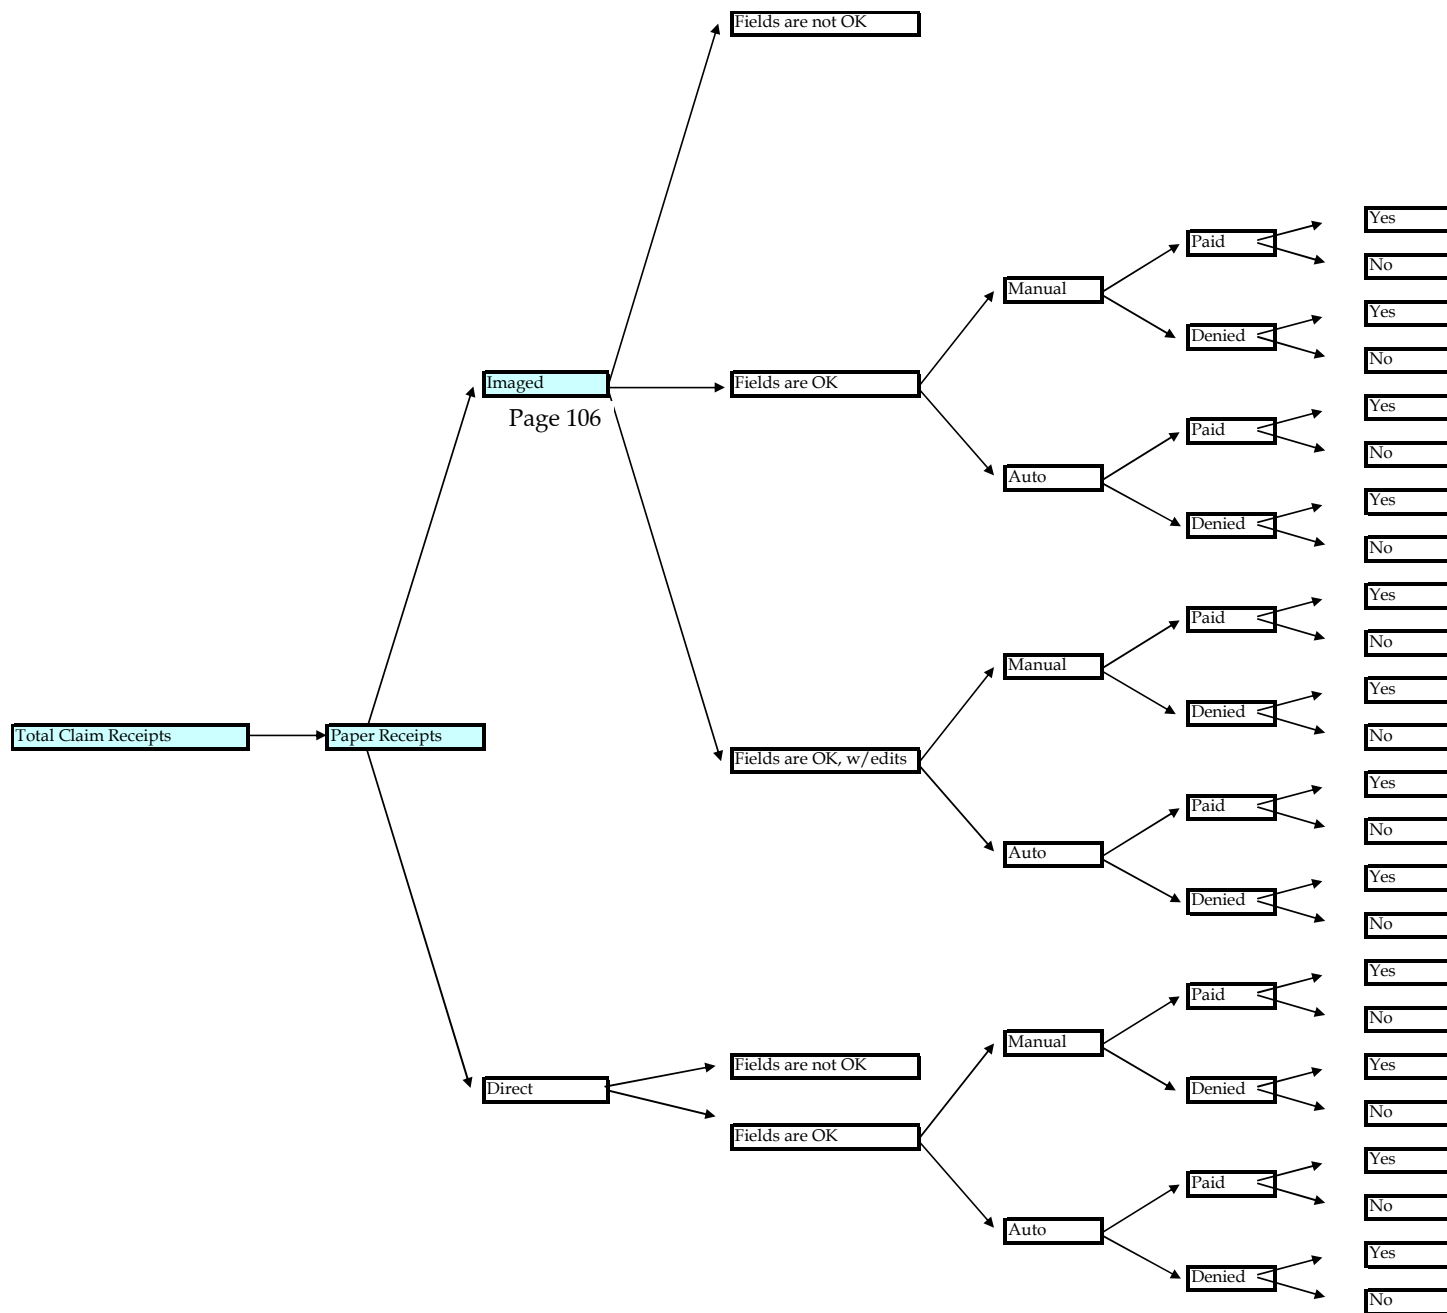 Fields are not OK
Yes
Paid
No
Manual
Yes
Denied
No
Imaged
Fields are OK
Page 106
Yes
Paid
No
Auto
Yes
Denied
No
Yes
Paid
No
Manual
Yes
Denied
No
Total Claim Receipts
Paper Receipts
Fields are OK, w/edits
Yes
Paid
No
Auto
Yes
Denied
No
Yes
Paid
No
Manual
Fields are not OK
Yes
Direct
Denied
No
Fields are OK
Yes
Paid
No
Auto
Yes
Denied
No